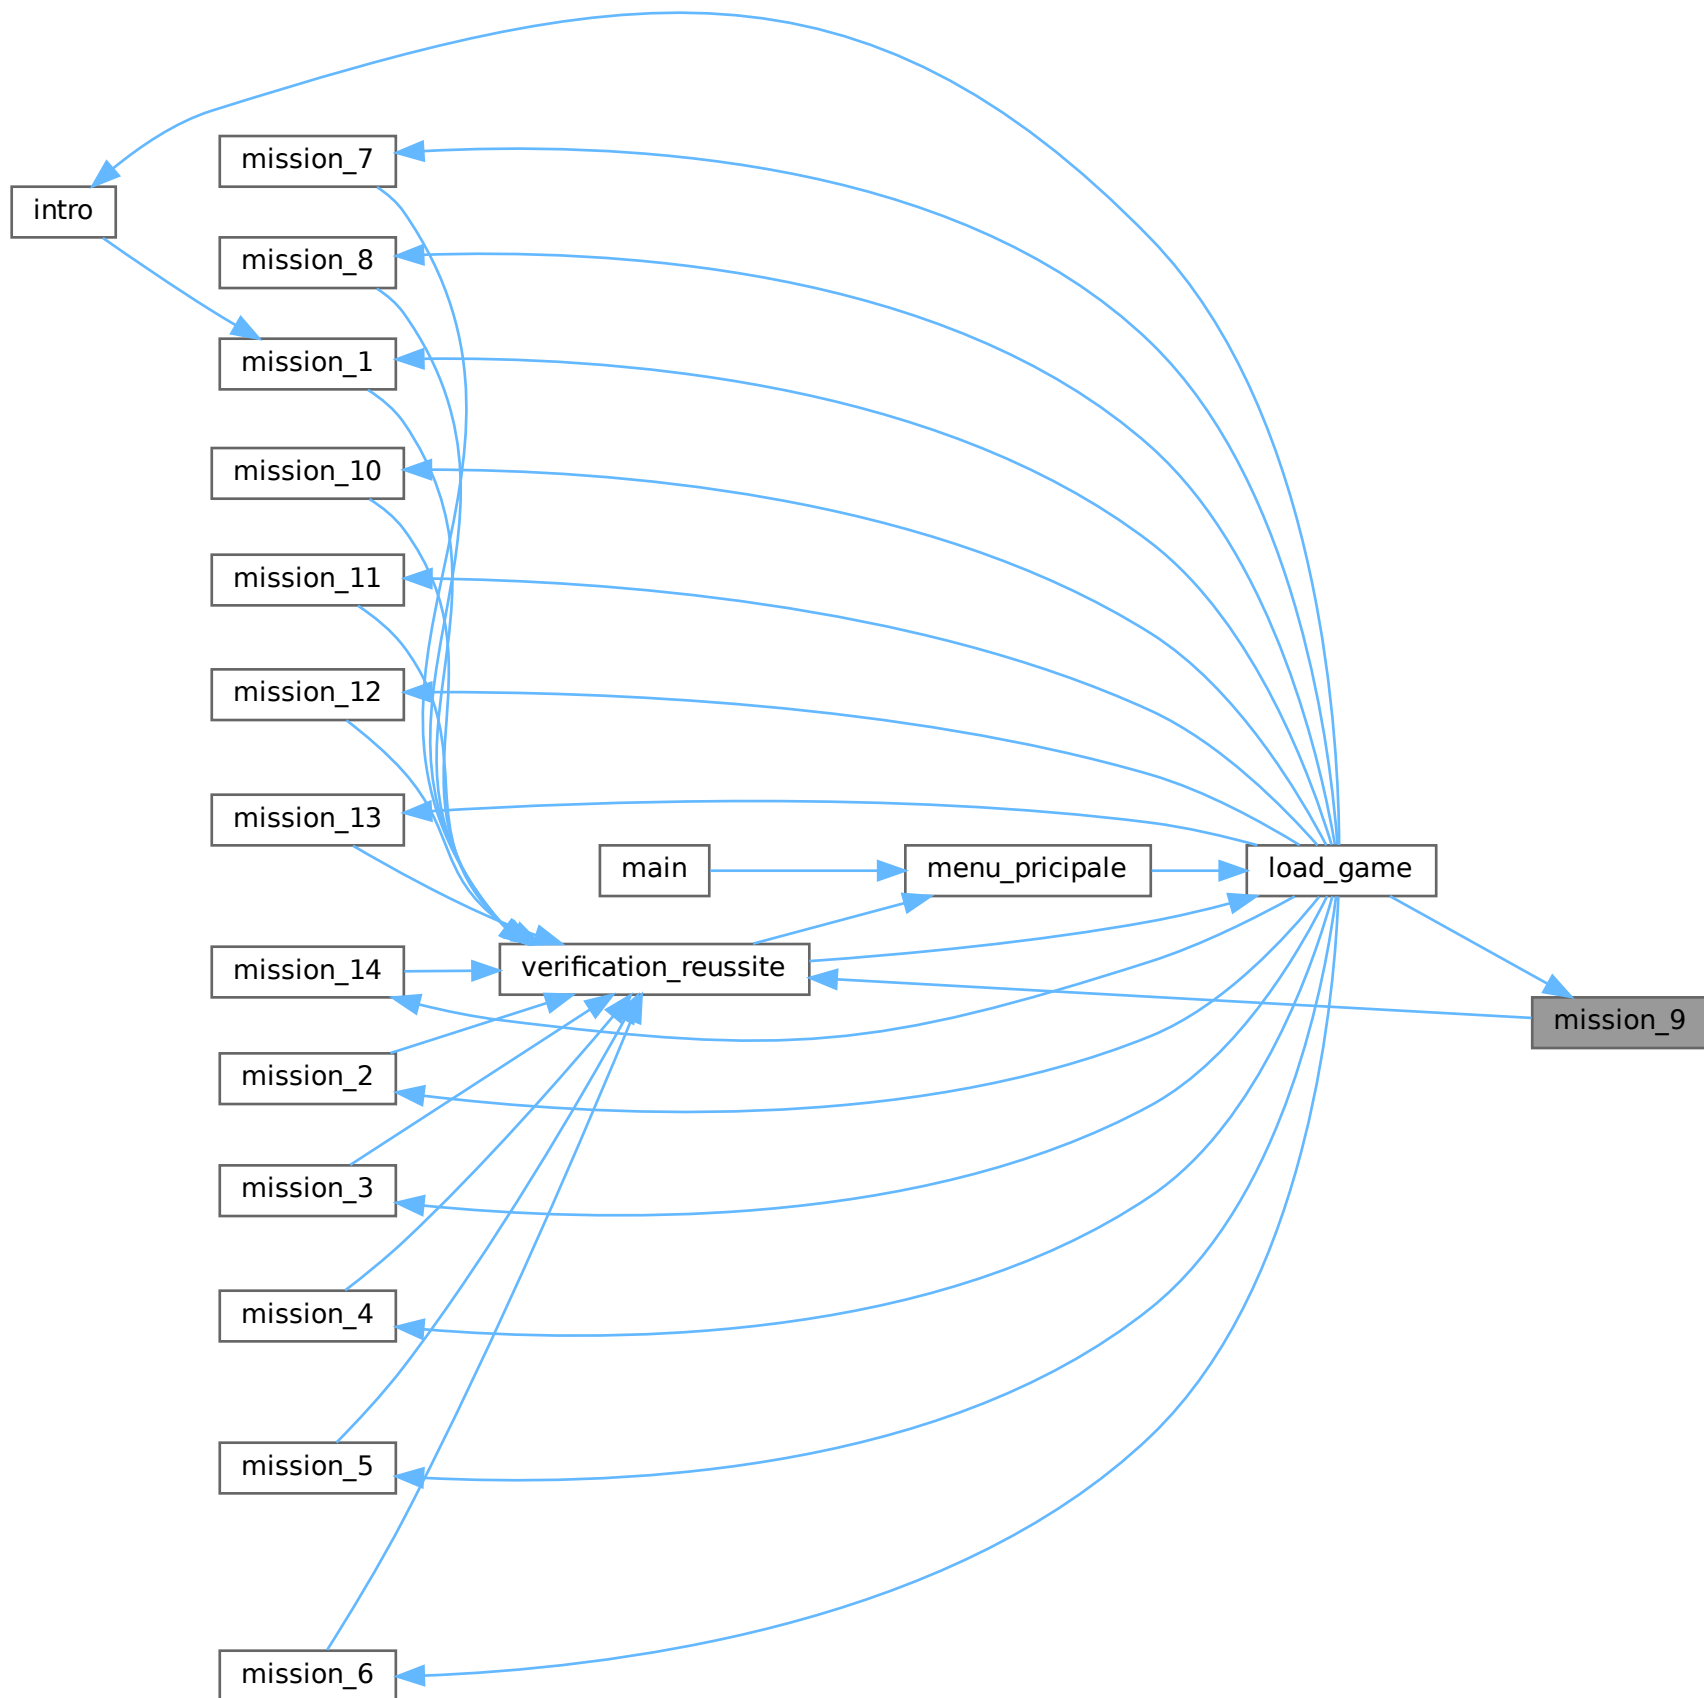 intro
mission_7
mission_8
mission_1
mission_10
mission_11
mission_12
mission_13
main
menu_pricipale
load_game
mission_14
verification_reussite
mission_9
mission_2
mission_3
mission_4
mission_5
mission_6